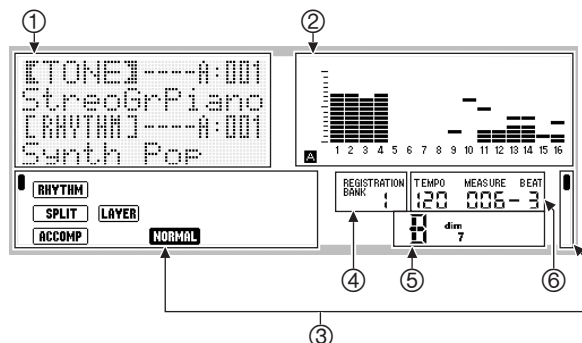 ① ②
【TONE】----A:001
StreoGrPiano
[RHYTHM]----A:001
Synth Pop
A
1 2 3 4 5 6 7 8 9 10 11 12 13 14 15 16
RHYTHM
SPLIT LAYER
ACCOMP NORMAL
REGISTRATION BANK 1
TEMPO MEASURE BEAT
120 006-3
B dim 7
④ ⑤ ⑥
③